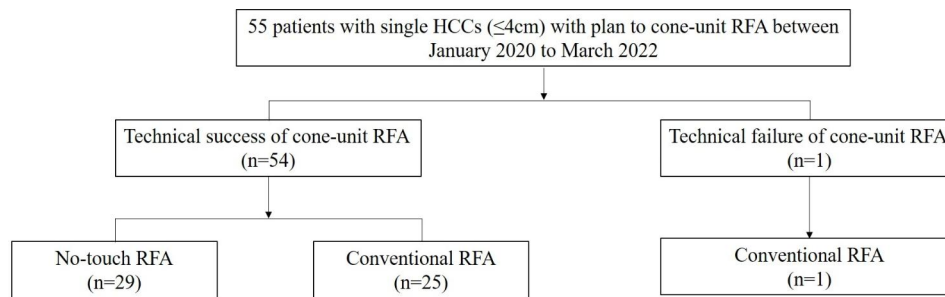 55 patients with single HCCs (≤4cm) with plan to cone-unit RFA between
January 2020 to March 2022
Technical success of cone-unit RFA
(n=54)
Technical failure of cone-unit RFA
(n=1)
No-touch RFA
(n=29)
Conventional RFA
(n=25)
Conventional RFA
(n=1)